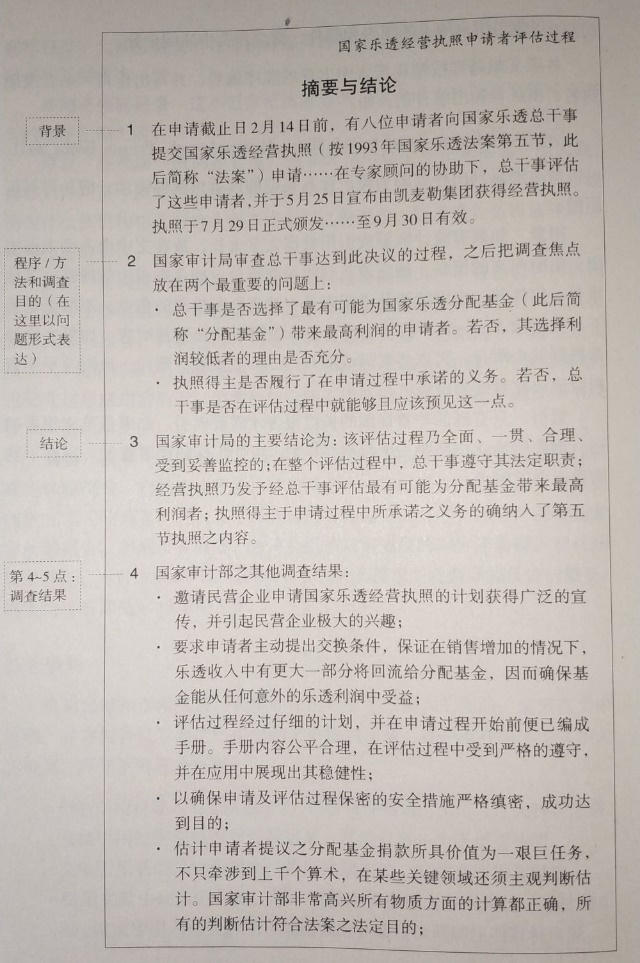 国家乐透经营执照申请者评估过程
摘要与结论
背景
1 在申请截止日2月14日前，有八位申请者向国家乐透总干事
提交国家乐透经营执照（按1993年国家乐透法案第五节，此
后简称“法案”）申请……在专家顾问的协助下，总干事评估
了这些申请者，并于5月25日宣布由凯麦勒集团获得经营执照。
执照于7月29日正式颁发……至9月30日有效。
程序/方
法和调查
目的（在
这里以问
题形式表
达）
2 国家审计局审查总干事达到此决议的过程，之后把调查焦点
放在两个最重要的问题上：
· 总干事是否选择了最有可能为国家乐透分配基金（此后简
称“分配基金”）带来最高利润的申请者。若否，其选择利
润较低者的理由是否充分。
· 执照得主是否履行了在申请过程中承诺的义务。若否，总
干事是否在评估过程中就能够且应该预见这一点。
结论
3 国家审计局的主要结论为：该评估过程乃全面、一贯、合理、
受到妥善监控的；在整个评估过程中，总干事遵守其法定职责；
经营执照乃发予经总干事评估最有可能为分配基金带来最高
利润者；执照得主于申请过程中所承诺之义务的确纳入了第五
节执照之内容。
第4~5点：
调查结果
4 国家审计部之其他调查结果：
· 邀请民营企业申请国家乐透经营执照的计划获得广泛的宣
传，并引起民营企业极大的兴趣；
· 要求申请者主动提出交换条件，保证在销售增加的情况下，
乐透收入中有更大一部分将回流给分配基金，因而确保基
金能从任何意外的乐透利润中受益；
· 评估过程经过仔细的计划，并在申请过程开始前便已编成
手册。手册内容公平合理，在评估过程中受到严格的遵守，
并在应用中展现出其稳健性；
· 以确保申请及评估过程保密的安全措施严格缜密，成功达
到目的；
· 估计申请者提议之分配基金捐款所具价值为一艰巨任务，
不只牵涉到上千个算术，在某些关键领域还须主观判断估
计。国家审计部非常高兴所有物质方面的计算都正确，所
有的判断估计符合法案之法定目的；